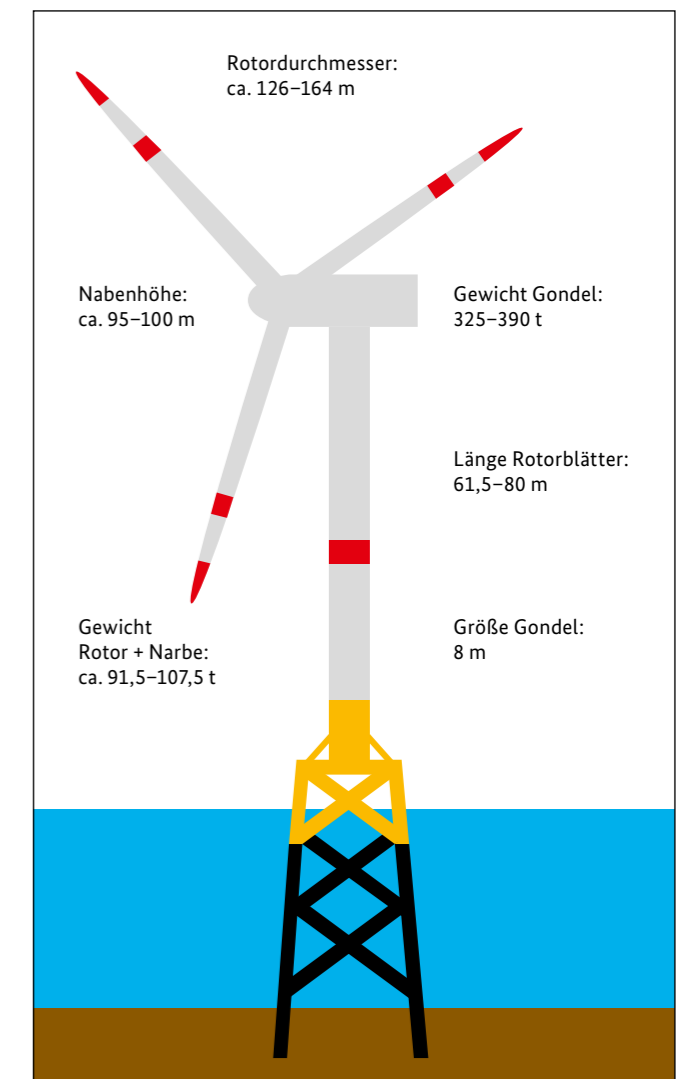 Rotordurchmesser:
ca. 126–164 m
Nabenhöhe:
ca. 95–100 m
Gewicht Gondel:
325–390 t
Länge Rotorblätter:
61,5–80 m
Gewicht
Rotor + Narbe:
ca. 91,5–107,5 t
Größe Gondel:
8 m